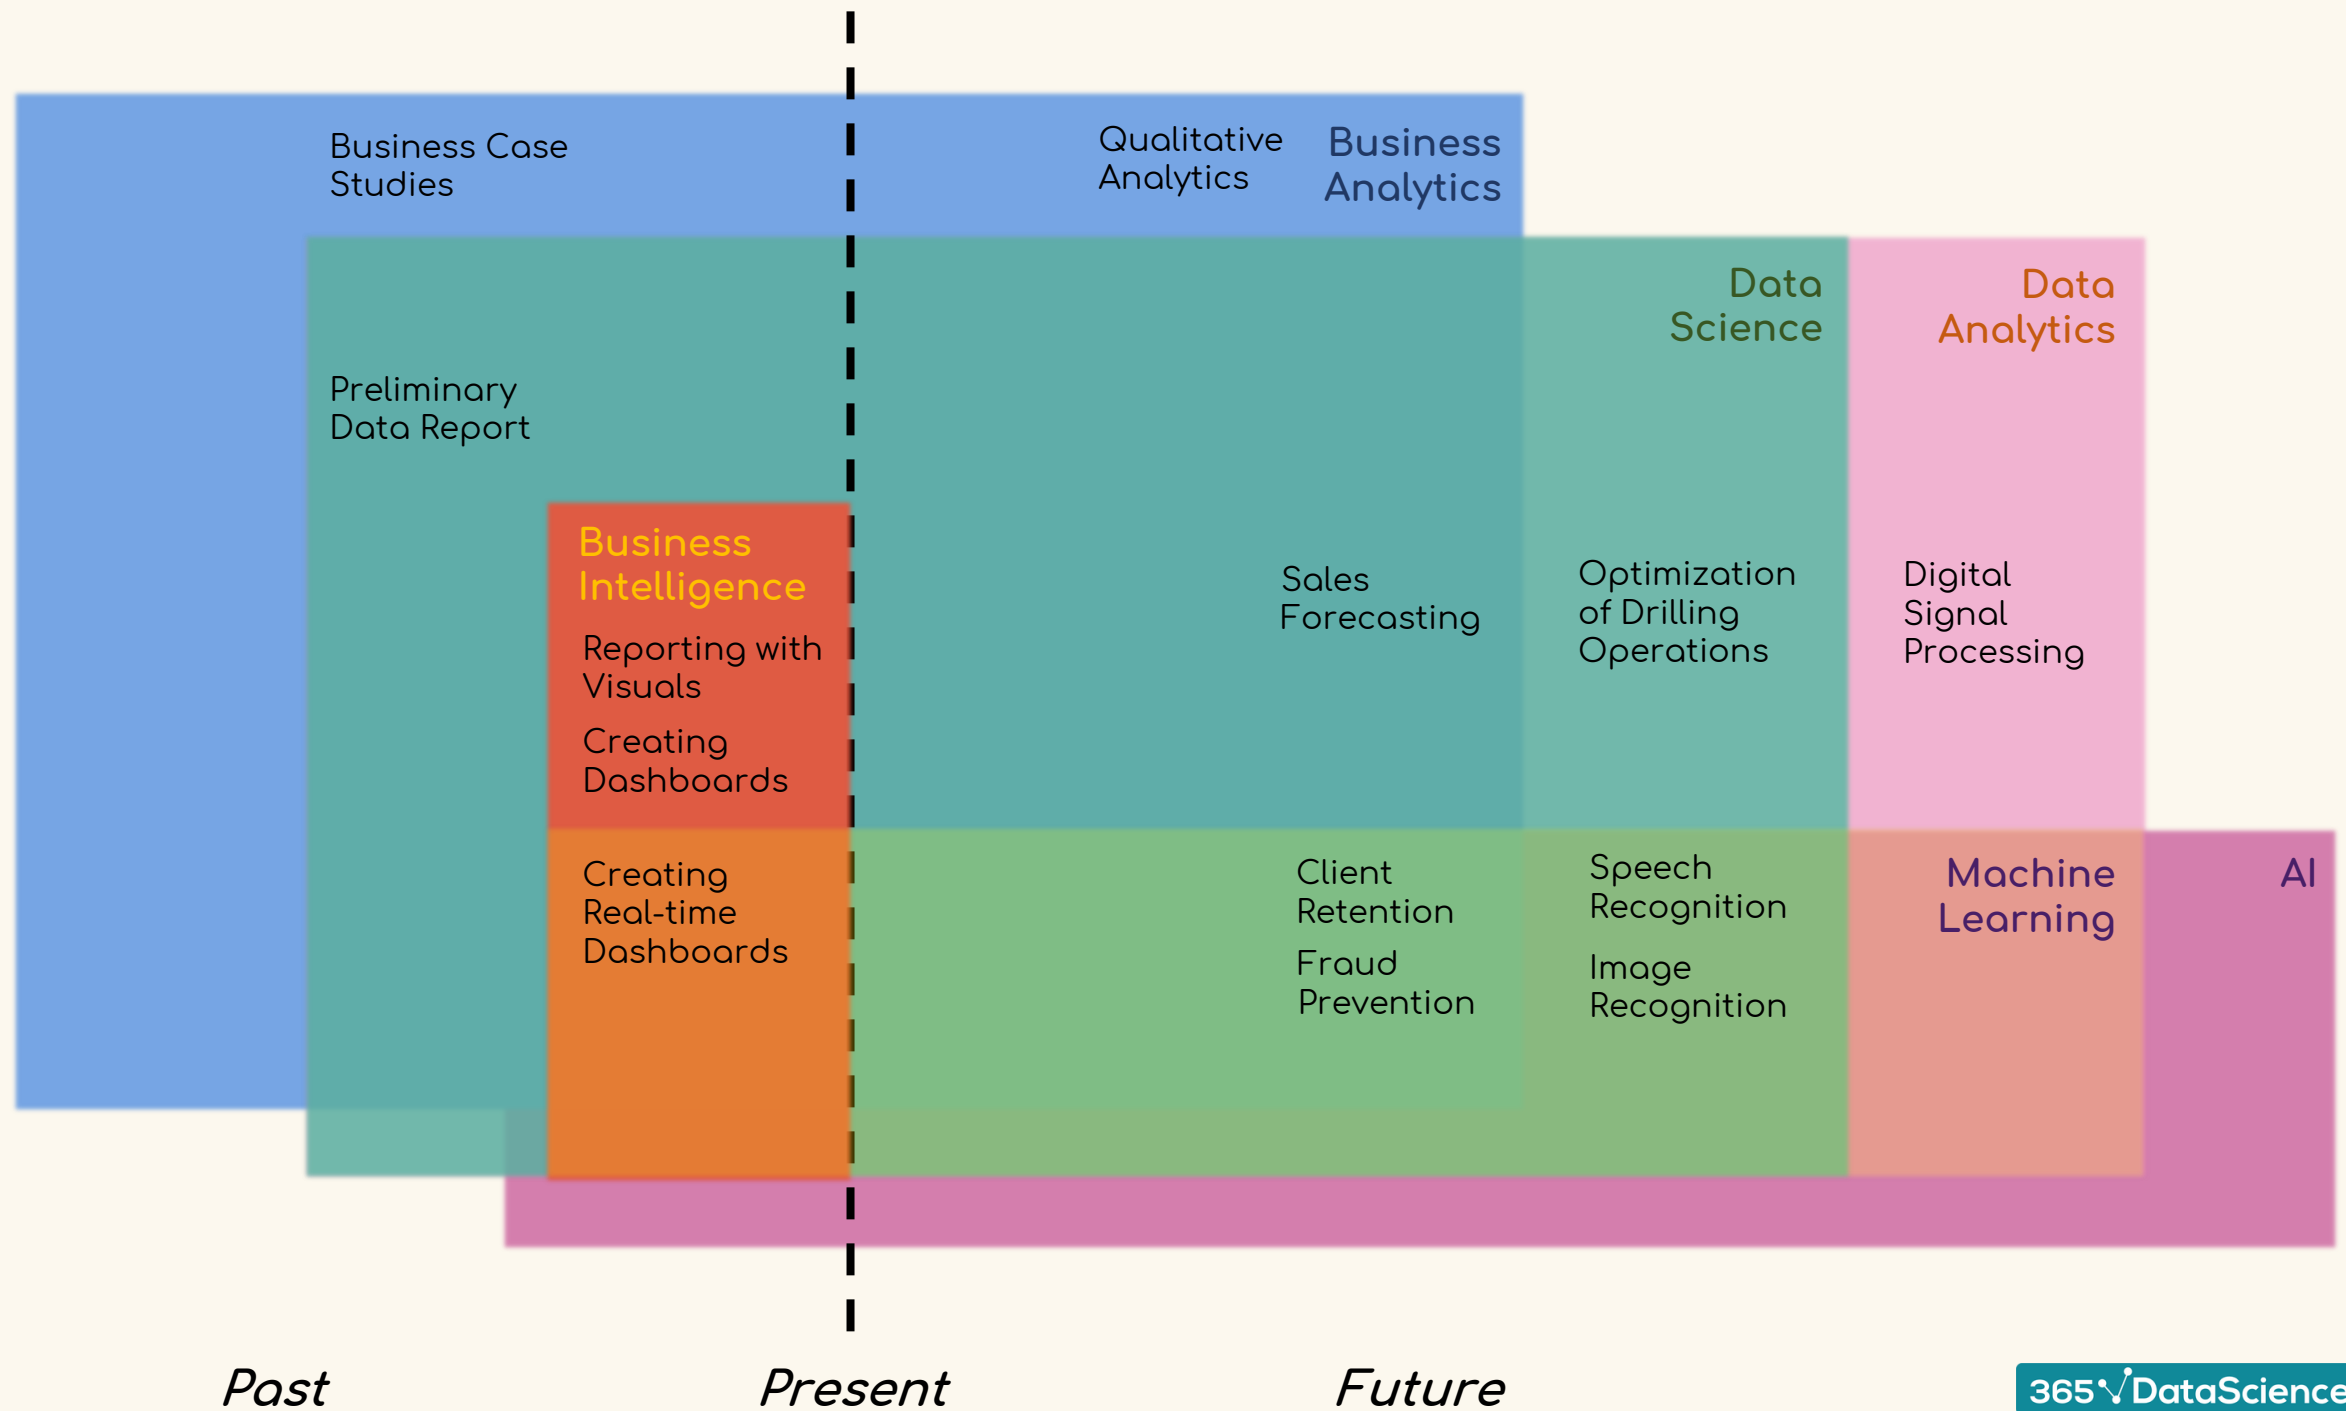 Business Case
Studies
Qualitative
Analytics
Business
Analytics
Data
Science
Data
Analytics
Preliminary
Data Report
Business
Intelligence
Reporting with
Visuals
Creating
Dashboards
Sales
Forecasting
Optimization
of Drilling
Operations
Digital
Signal
Processing
Creating
Real-time
Dashboards
Client
Retention
Fraud
Prevention
Speech
Recognition
Image
Recognition
Machine
Learning
AI
Past
Present
Future
365 DataScience